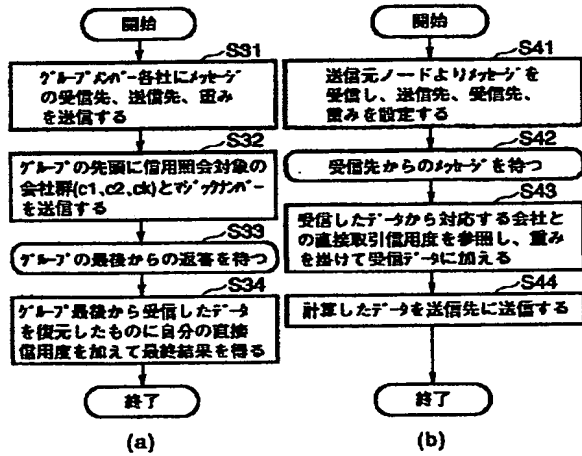 開始
S31
グループメンバー各社にメッセージ
の受信先、送信先、重み
を送信する
S32
グループの先頭に信用照会対象の
会社群(c1、c2、ck)とマジックナンバー
を送信する
S33
グループの最後からの返答を待つ
S34
グループ最後から受信したデータ
を復元したものに自分の直接
信用度を加えて最終結果を得る
終了
(a)
開始
S41
送信元ノードよりメッセージを
受信し、送信先、受信先、
重みを設定する
S42
受信先からのメッセージを待つ
S43
受信したデータから対応する会社と
の直接取引信用度を参照し、重み
を掛けて受信データに加える
S44
計算したデータを送信先に送信する
終了
(b)